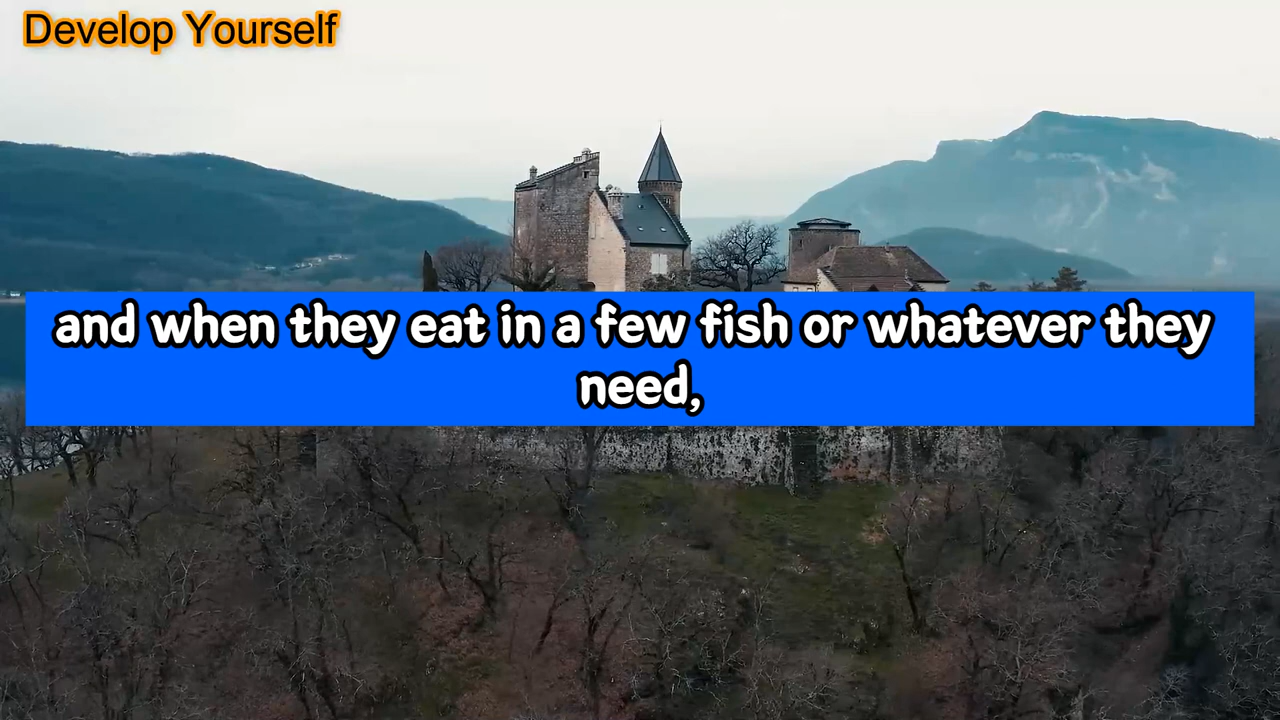 Develop Yourself
and when they eat in a few fish or whatever they
need,